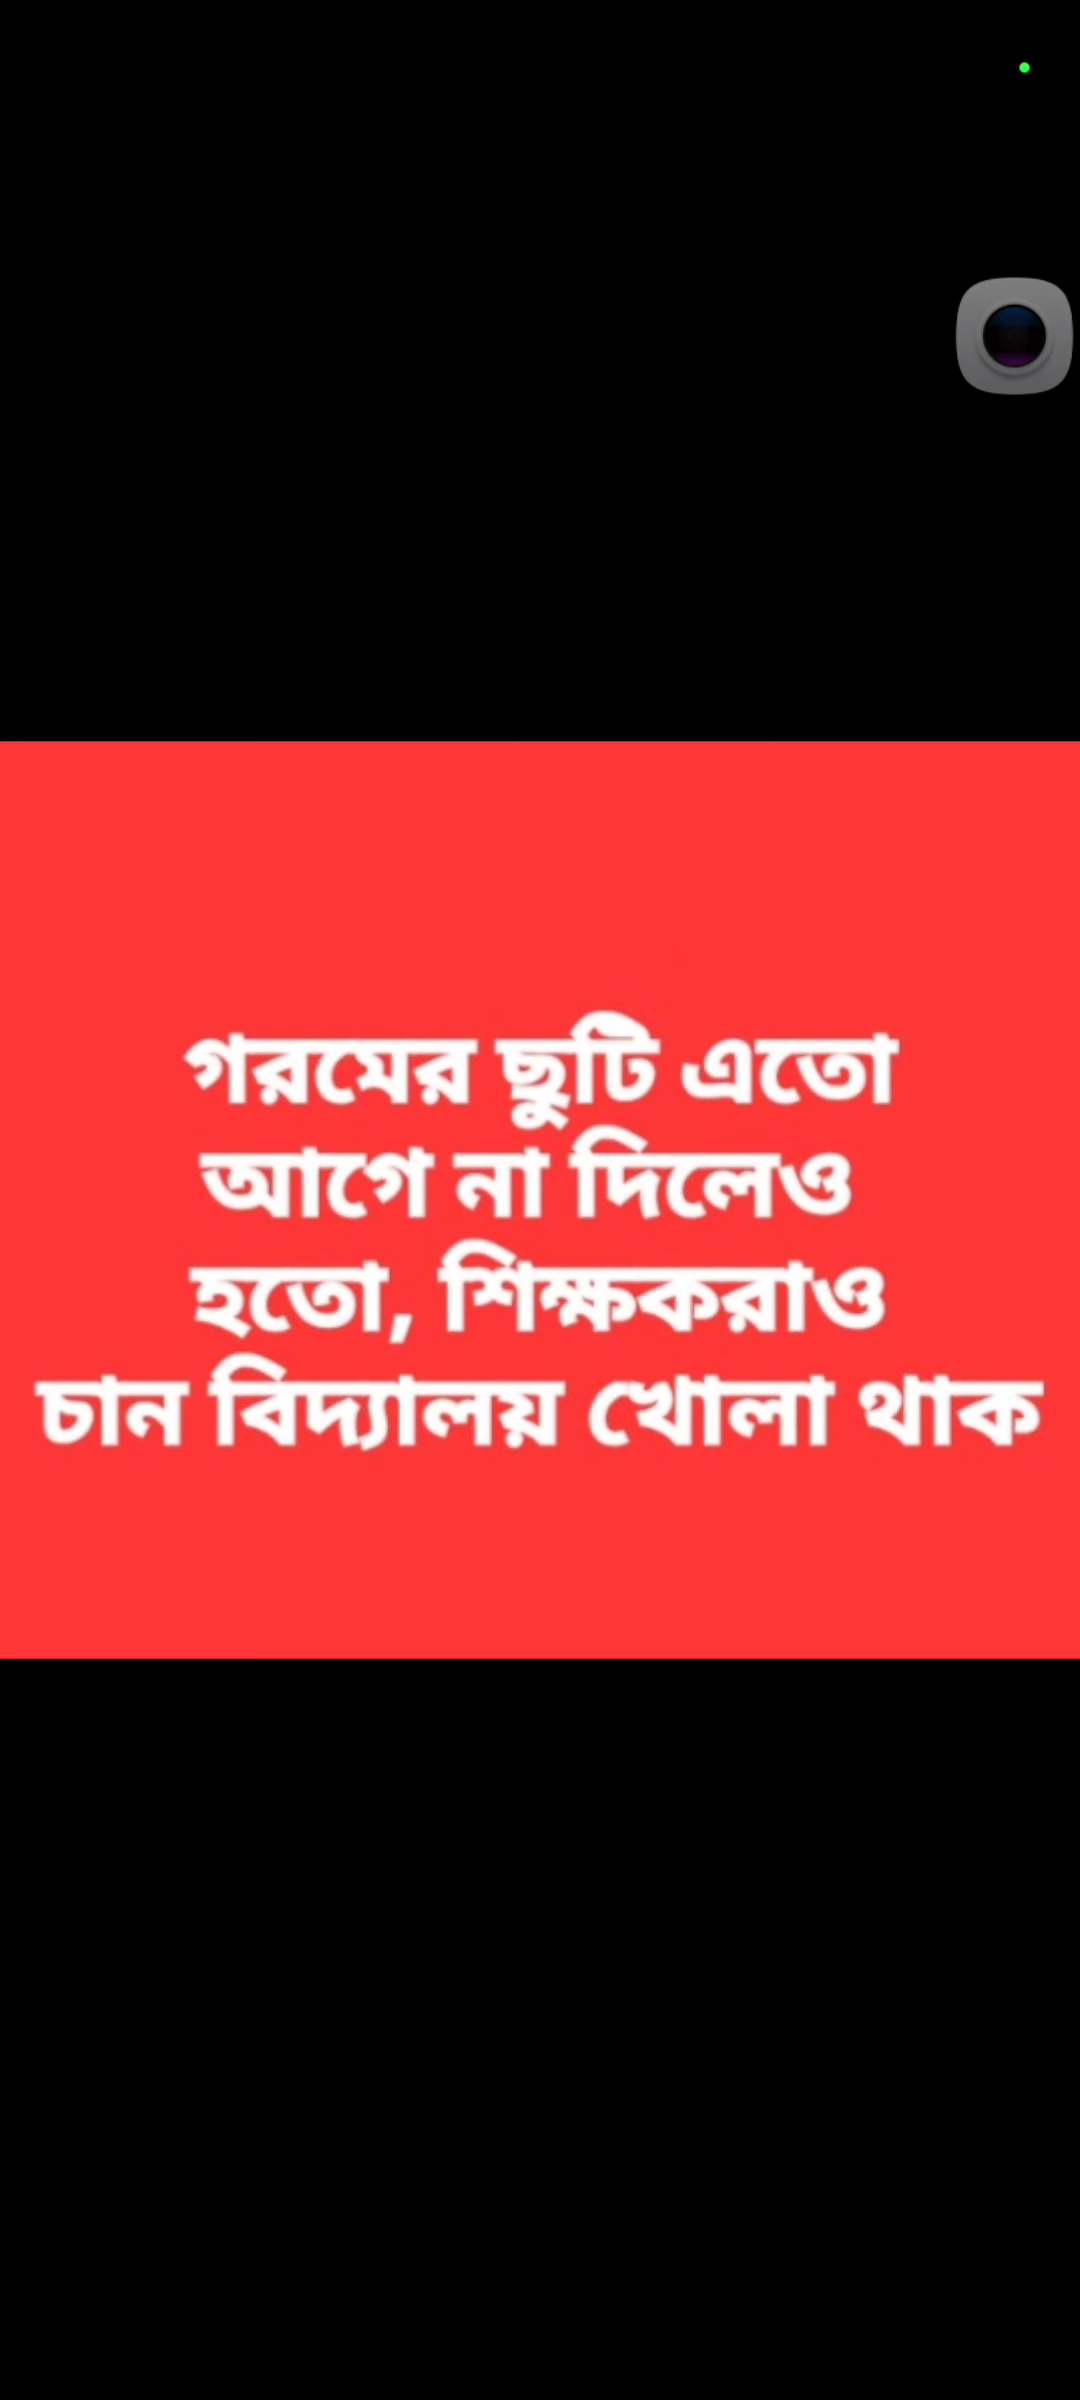 গরমের ছুটি এতো
আগে না দিলেও
হতো, শিক্ষকরাও
চান বিদ্যালয় খোলা থাক